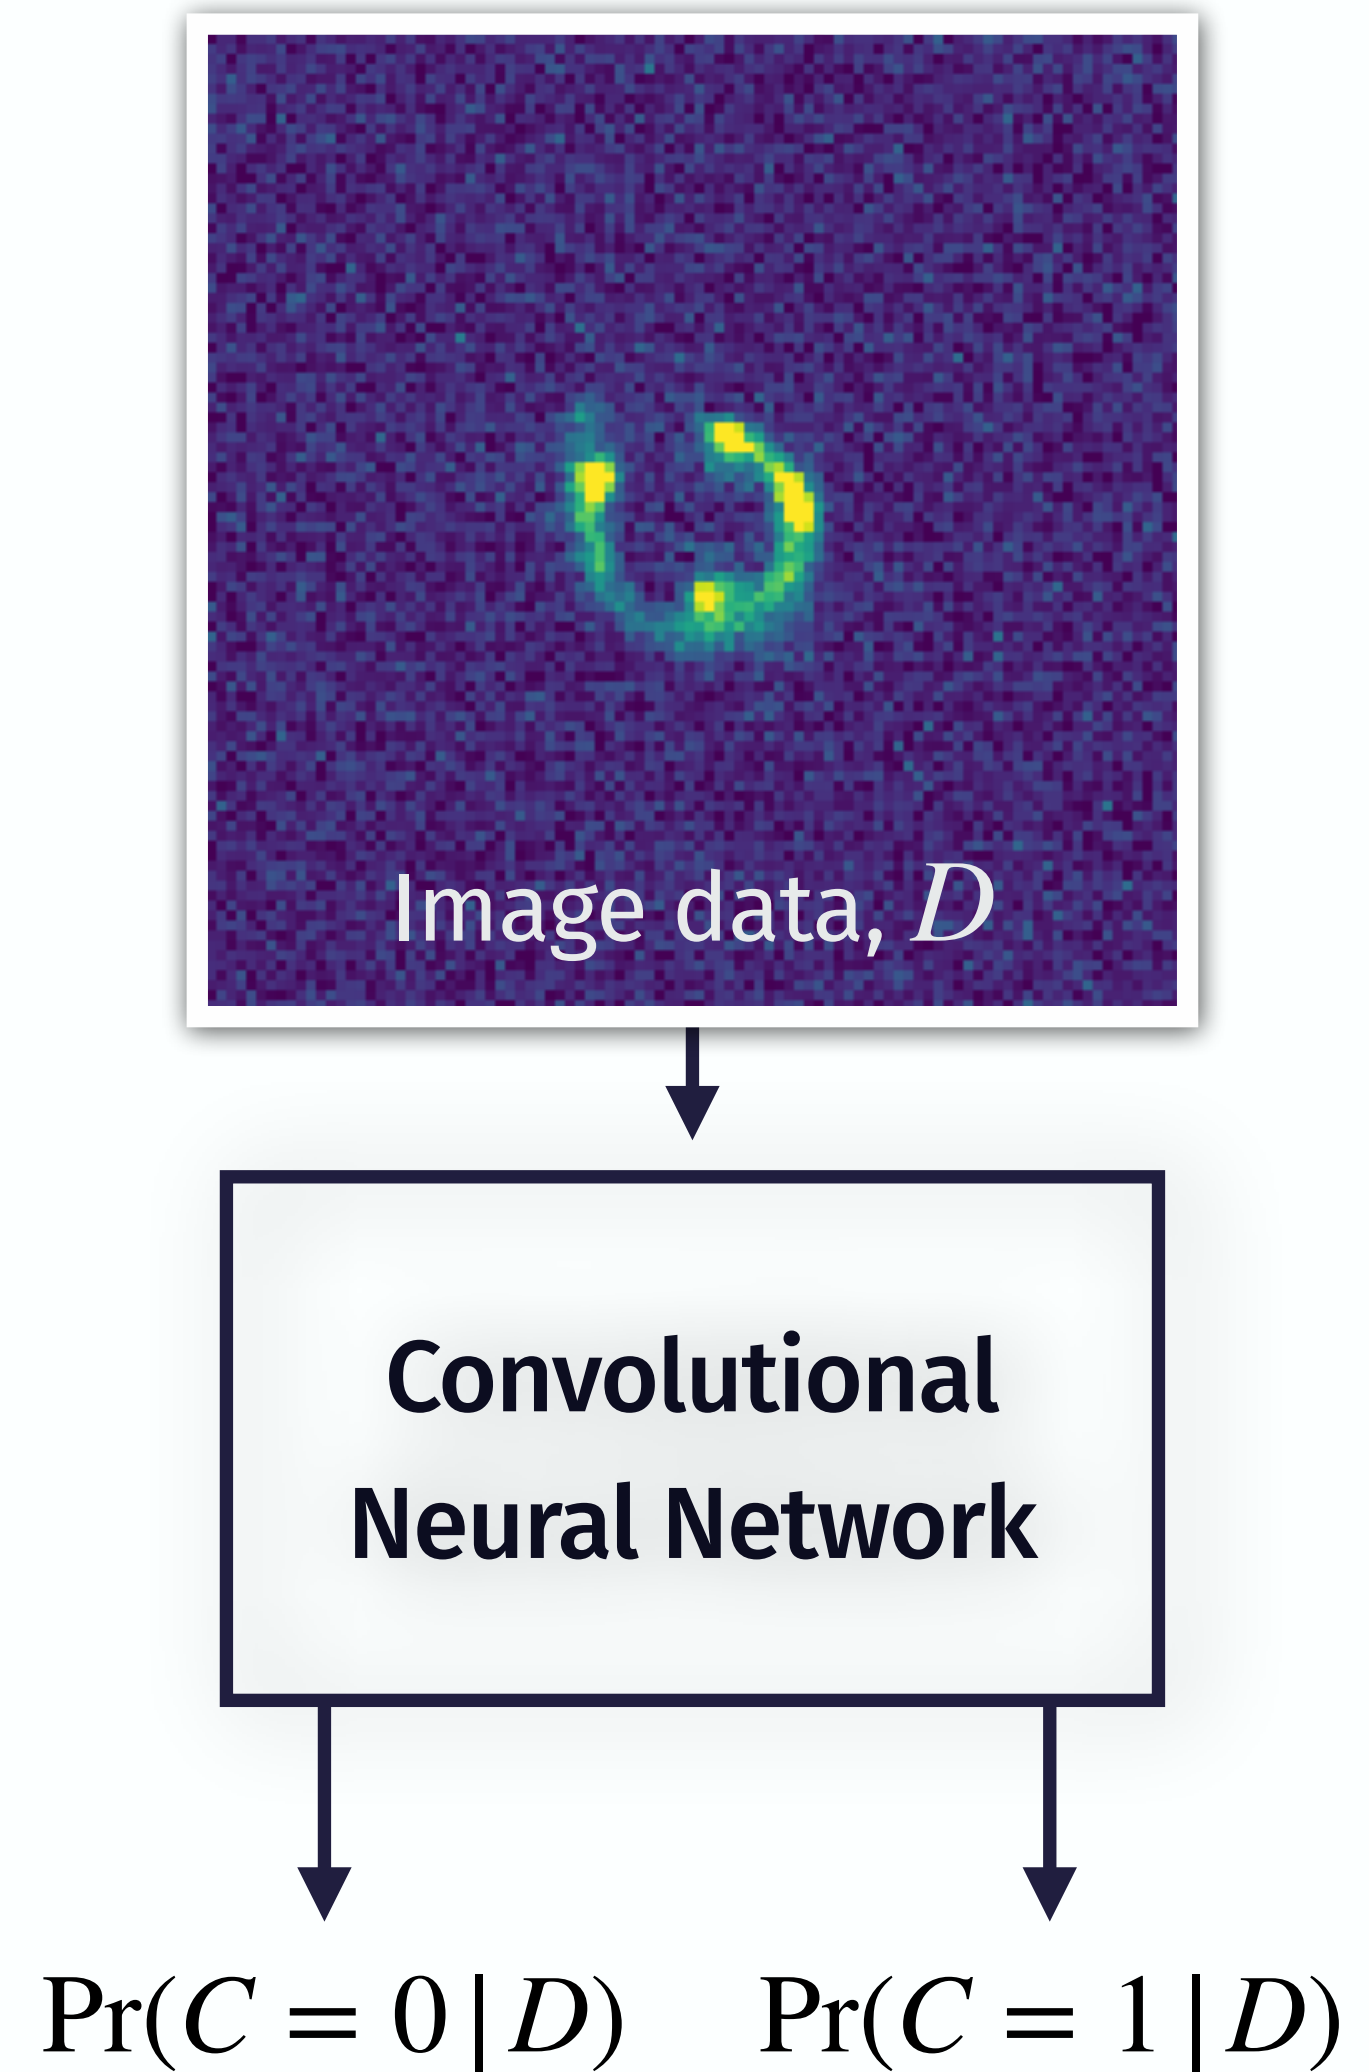 Image data, D
Convolutional
Neural Network
Pr(C = 0 | D) Pr(C = 1 | D)